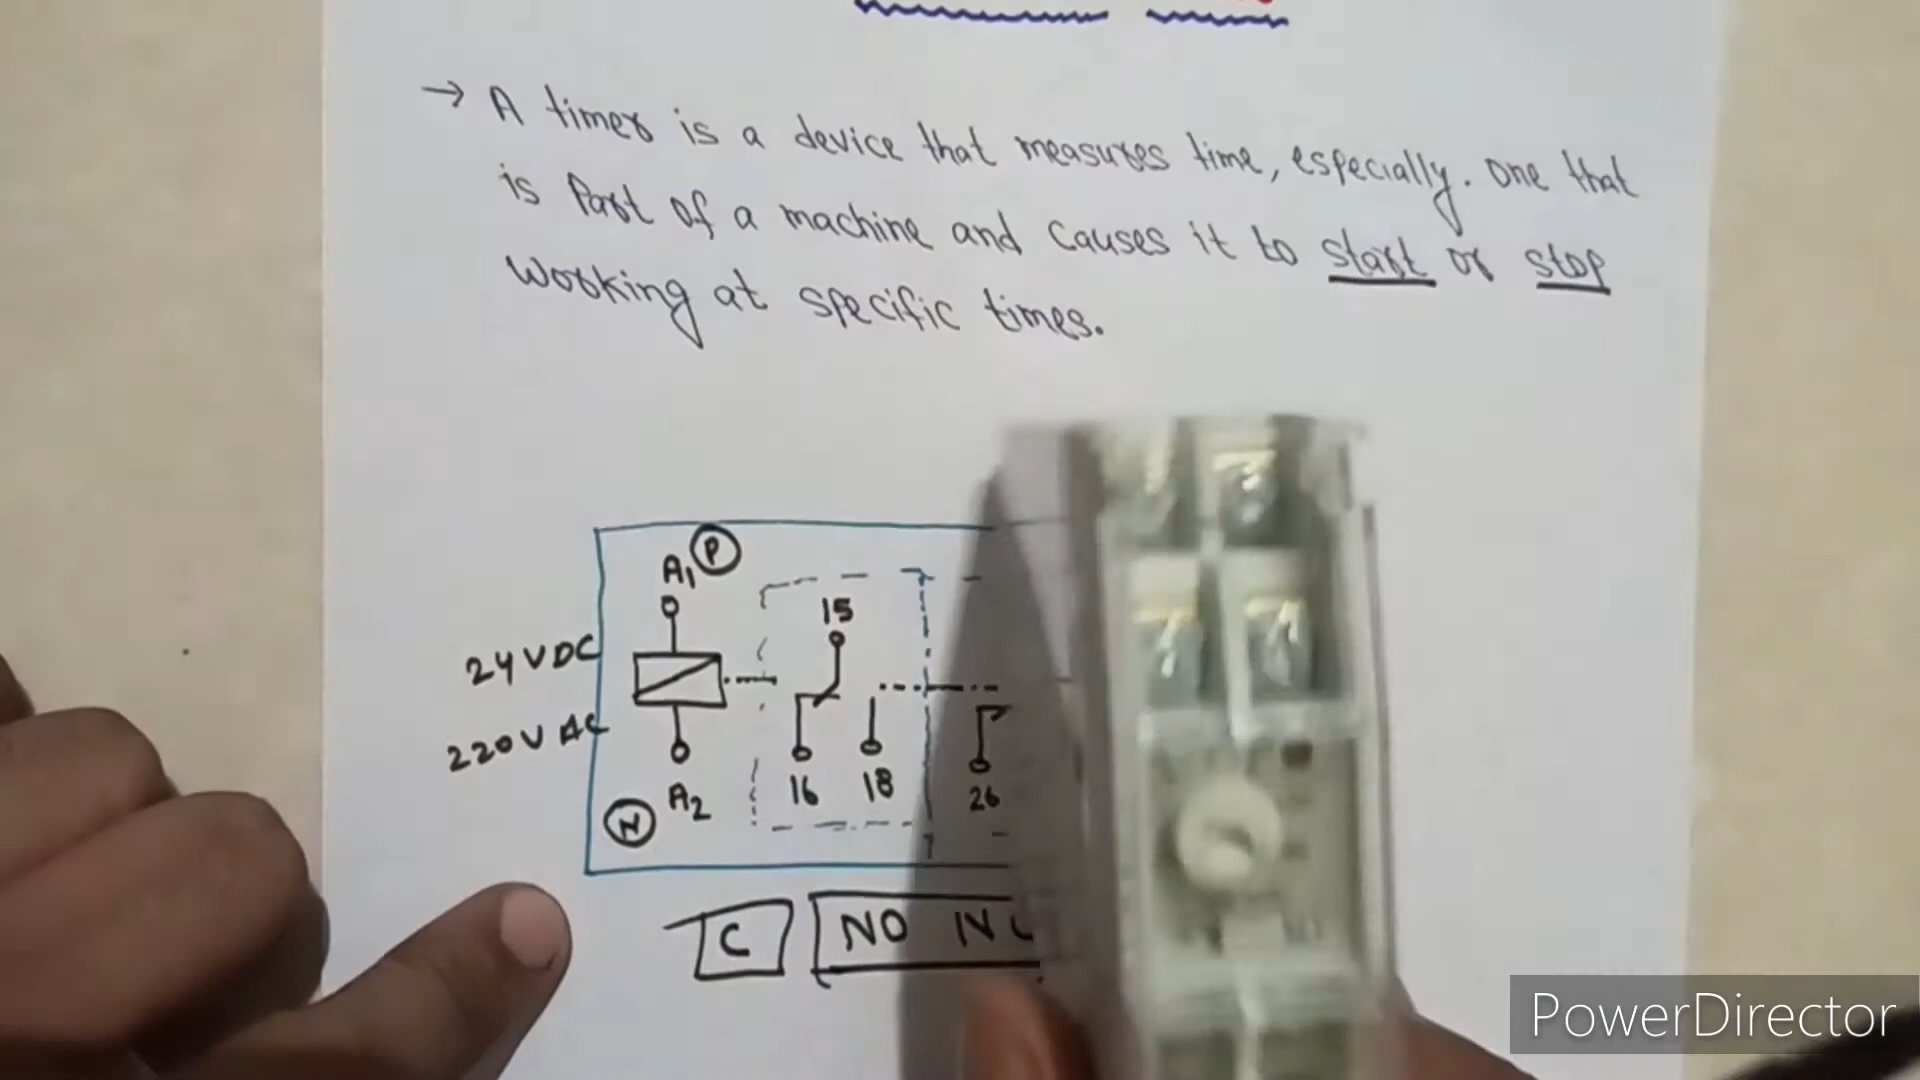 → A timer is a device that measures time, especially. one that
is Part of a machine and causes it to start or stop
working at specific times.
A1 P
15
24VDC
220V AC
16 18 26
N A2
C NO N
PowerDirector